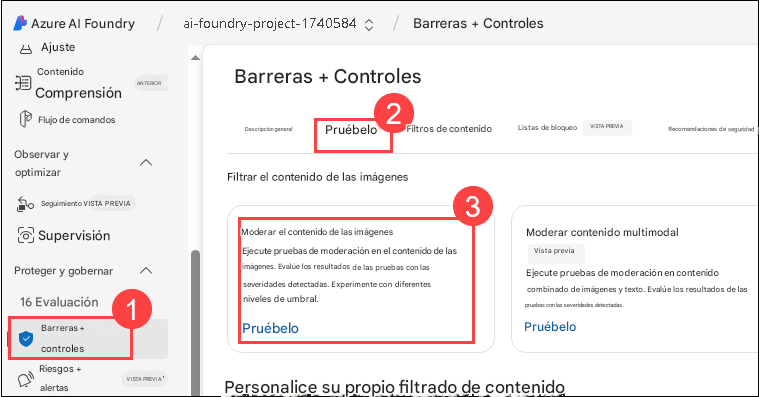 Azure AI Foundry / ai-foundry-project-1740584 / Barreras + Controles
Ajuste
Contenido
Comprensión
ANTERIOR
Flujo de comandos
Observar y
optimizar
Seguimiento VISTA PREVIA
Supervisión
Proteger y gobernar
16 Evaluación
1
Barreras +
controles
Riesgos +
alertas
VISTA PREVIA
Barreras + Controles
2
Descripción general
Pruébelo
Filtros de contenido
Listas de bloqueo
VISTA PREVIA
Recomendaciones de seguridad
Filtrar el contenido de las imágenes
3
Moderar el contenido de las imágenes
Ejecute pruebas de moderación en el contenido de las
imágenes. Evalúe los resultados de las pruebas con las
severidades detectadas. Experimente con diferentes
niveles de umbral.
Pruébelo
Moderar contenido multimodal
Vista previa
Ejecute pruebas de moderación en contenido
combinado de imágenes y texto. Evalúe los resultados de las
pruebas con las severidades detectadas.
Pruébelo
Personalice su propio filtrado de contenido